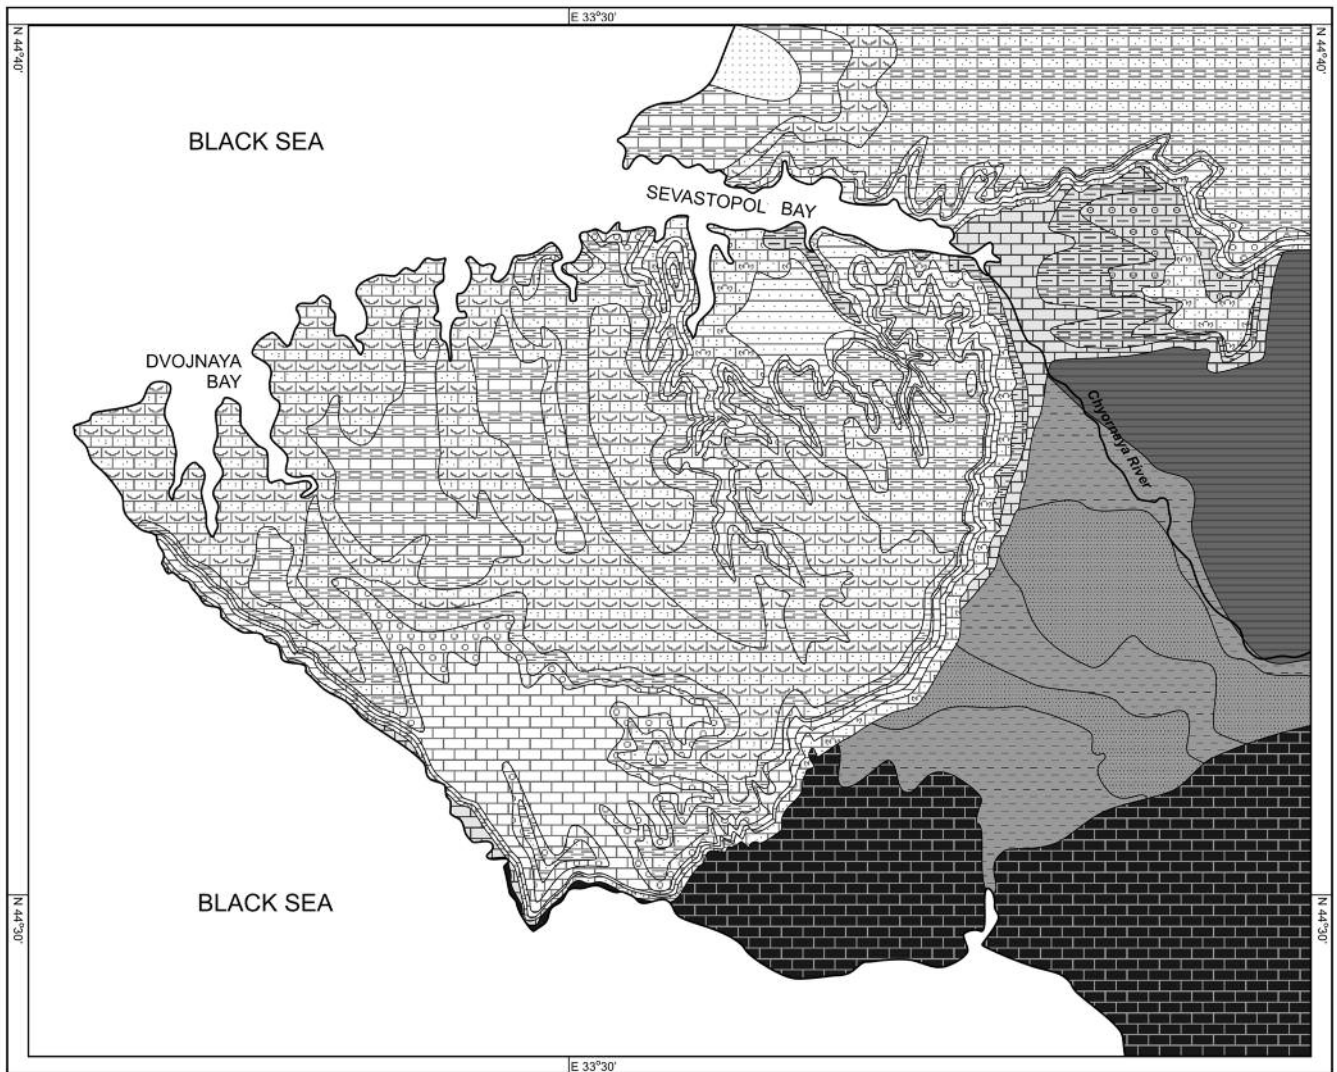 E 33°30'
N 44°40'
N 44°40'
BLACK SEA
SEVASTOPOL BAY
DVOJNAYA
BAY
Chyornaya River
BLACK SEA
N 44°30'
N 44°30'
E 33°30'